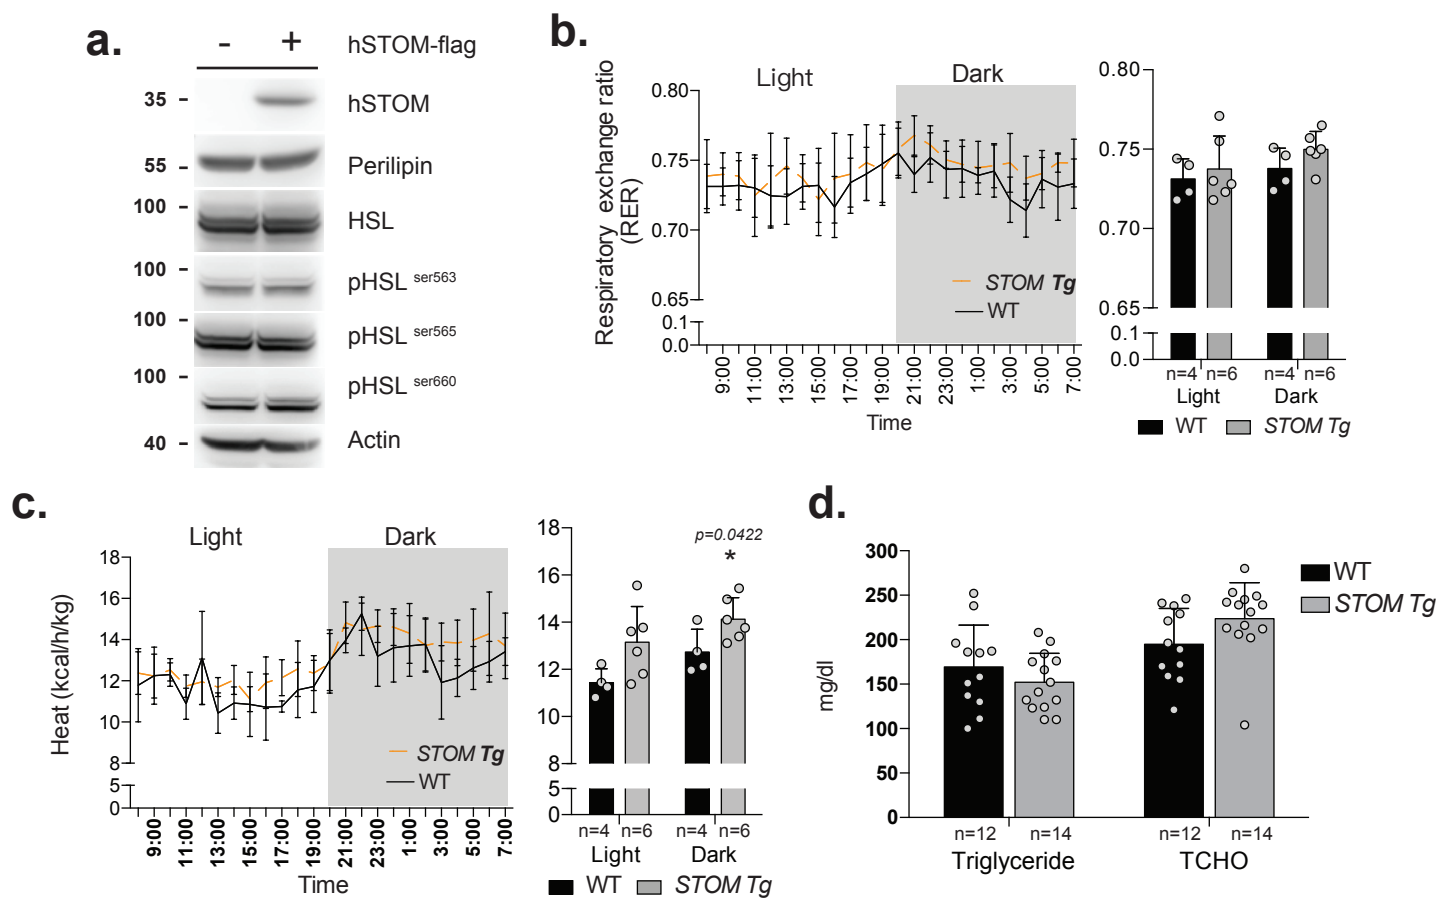 a.
- + hSTOM-flag
35 - hSTOM
55 - Perilipin
100 - HSL
100 - pHSL ser563
100 - pHSL ser565
100 - pHSL ser660
40 - Actin
b.
Respiratory exchange ratio
(RER)
Light
Dark
0.80
0.75
0.70
0.65
0.1
0.0
STOM Tg
WT
9:00
11:00
13:00
15:00
17:00
19:00
21:00
23:00
1:00
3:00
5:00
7:00
Time
0.80
0.75
0.70
0.65
0.1
0.0
n=4 n=6 n=4 n=6
Light Dark
WT STOM Tg
c.
Heat (kcal/h/kg)
Light
Dark
18
16
14
12
10
8
5
0
STOM Tg
WT
9:00
11:00
13:00
15:00
17:00
19:00
21:00
23:00
1:00
3:00
5:00
7:00
Time
18
16
14
12
10
8
5
0
p=0.0422
*
n=4 n=6 n=4 n=6
Light Dark
WT STOM Tg
d.
mg/dl
300
250
200
150
100
50
0
WT
STOM Tg
n=12 n=14 n=12 n=14
Triglyceride TCHO